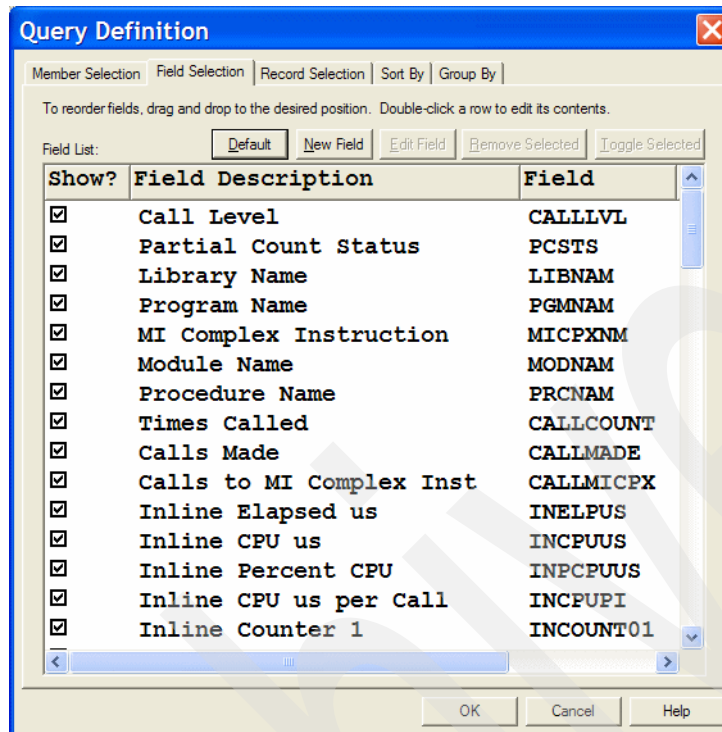 Query Definition
Member Selection Field Selection Record Selection Sort By Group By
To reorder fields, drag and drop to the desired position. Double-click a row to edit its contents.
Field List: Default New Field Edit Field Remove Selected Toggle Selected
Show? Field Description Field
Call Level CALLLVL
Partial Count Status PCSTS
Library Name LIBNAM
Program Name PGMNAM
MI Complex Instruction MICPXNM
Module Name MODNAM
Procedure Name PRCNAM
Times Called CALLCOUNT
Calls Made CALLMADE
Calls to MI Complex Inst CALLMICPX
Inline Elapsed us INELPUS
Inline CPU us INCPUUS
Inline Percent CPU INPCPUUS
Inline CPU us per Call INCPUPI
Inline Counter 1 INCOUNT01
OK Cancel Help